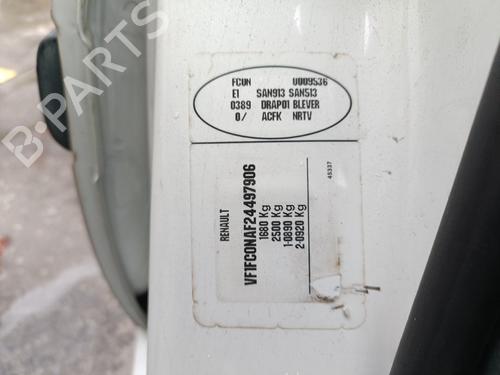 FCUN U009536
E1 SAN913 SAN513
0389 DRAP01 BLEVER
0/ ACFK NRTV
45337
RENAULT
VF1FC0NAF24497906
1680 Kg
2500 Kg
1-0890 Kg
2-0920 Kg
B-PARTS